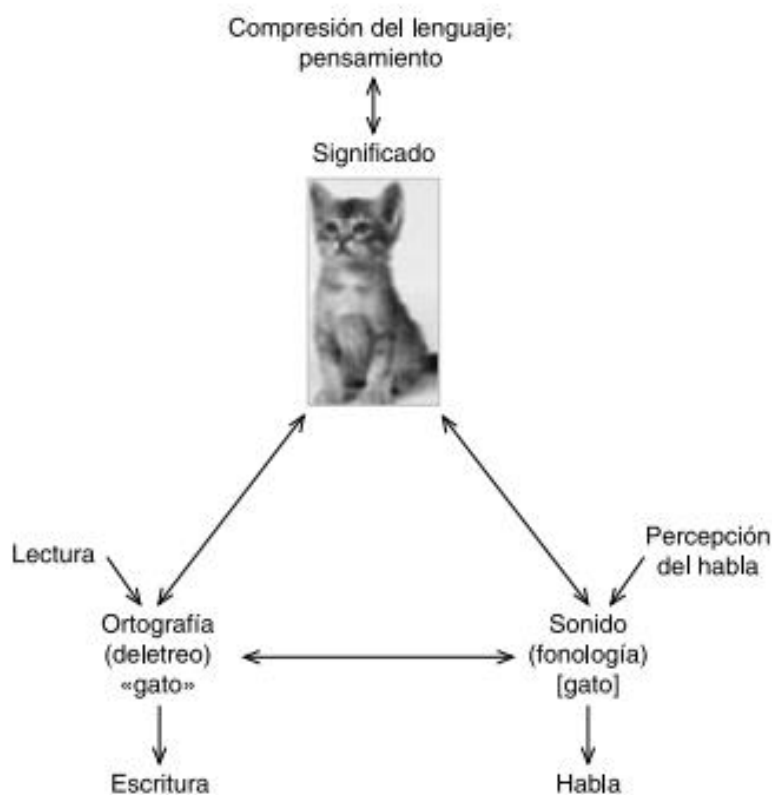 Compresión del lenguaje;
pensamiento
Significado
Lectura
Percepción
del habla
Ortografía
(deletreo)
«gato»
Sonido
(fonología)
[gato]
Escritura
Habla